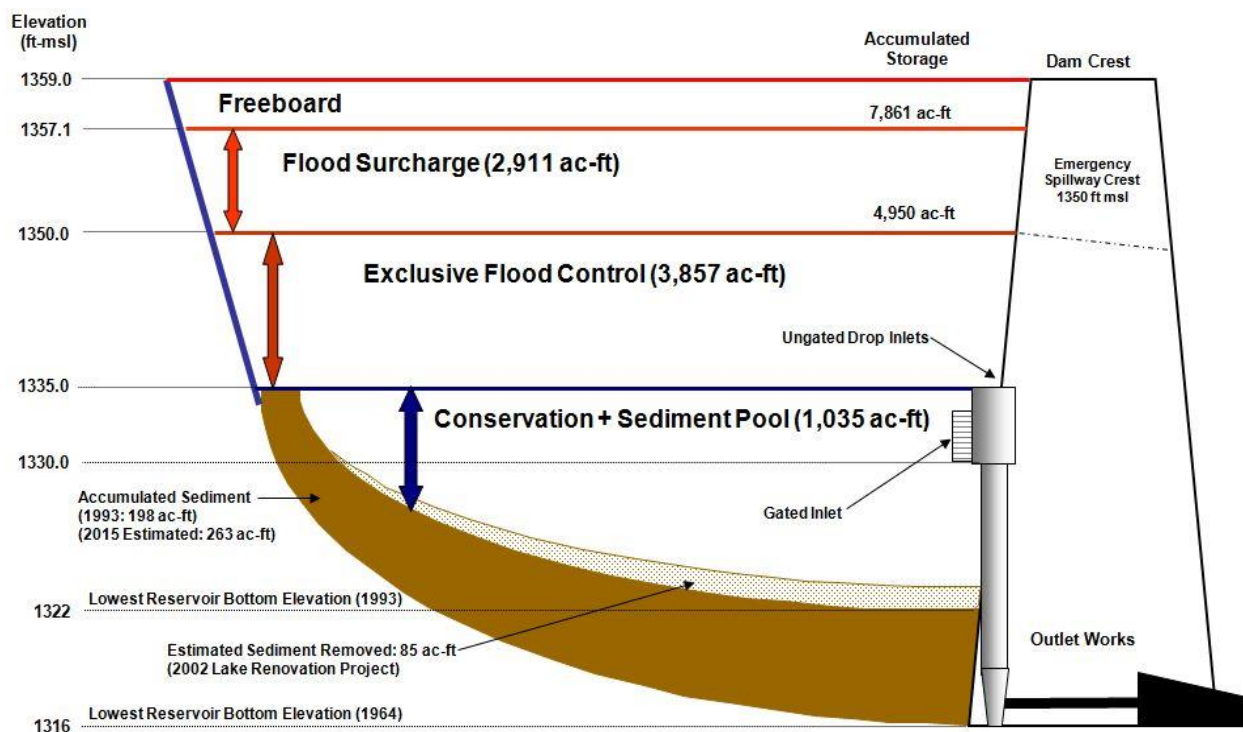 Elevation
(ft-msl)
Accumulated
Storage
Dam Crest
1359.0
Freeboard
7,861 ac-ft
1357.1
Flood Surcharge (2,911 ac-ft)
Emergency
Spillway Crest
1350 ft msl
4,950 ac-ft
1350.0
Exclusive Flood Control (3,857 ac-ft)
Ungated Drop Inlets
1335.0
Conservation + Sediment Pool (1,035 ac-ft)
1330.0
Accumulated Sediment
(1993: 198 ac-ft)
(2015 Estimated: 263 ac-ft)
Gated Inlet
Lowest Reservoir Bottom Elevation (1993)
1322
Estimated Sediment Removed: 85 ac-ft
(2002 Lake Renovation Project)
Outlet Works
Lowest Reservoir Bottom Elevation (1964)
1316